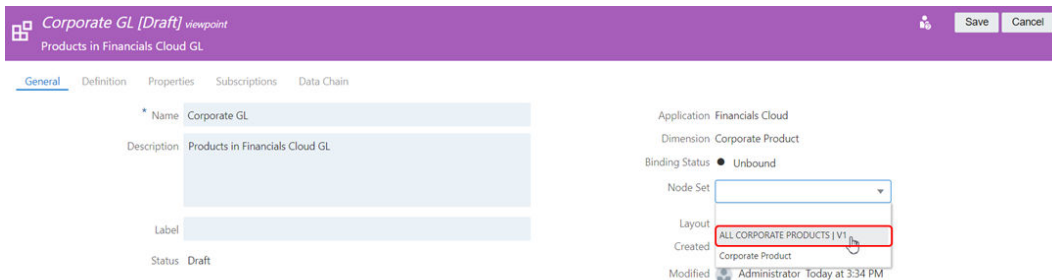 Corporate GL [Draft] viewpoint
Save Cancel
Products in Financials Cloud GL
General Definition Properties Subscriptions Data Chain
* Name Corporate GL
Application Financials Cloud
Dimension Corporate Product
Description Products in Financials Cloud GL
Binding Status Unbound
Node Set
Layout
Label
ALL CORPORATE PRODUCTS | V1
Created
Corporate Product
Status Draft
Modified Administrator Today at 3:34 PM